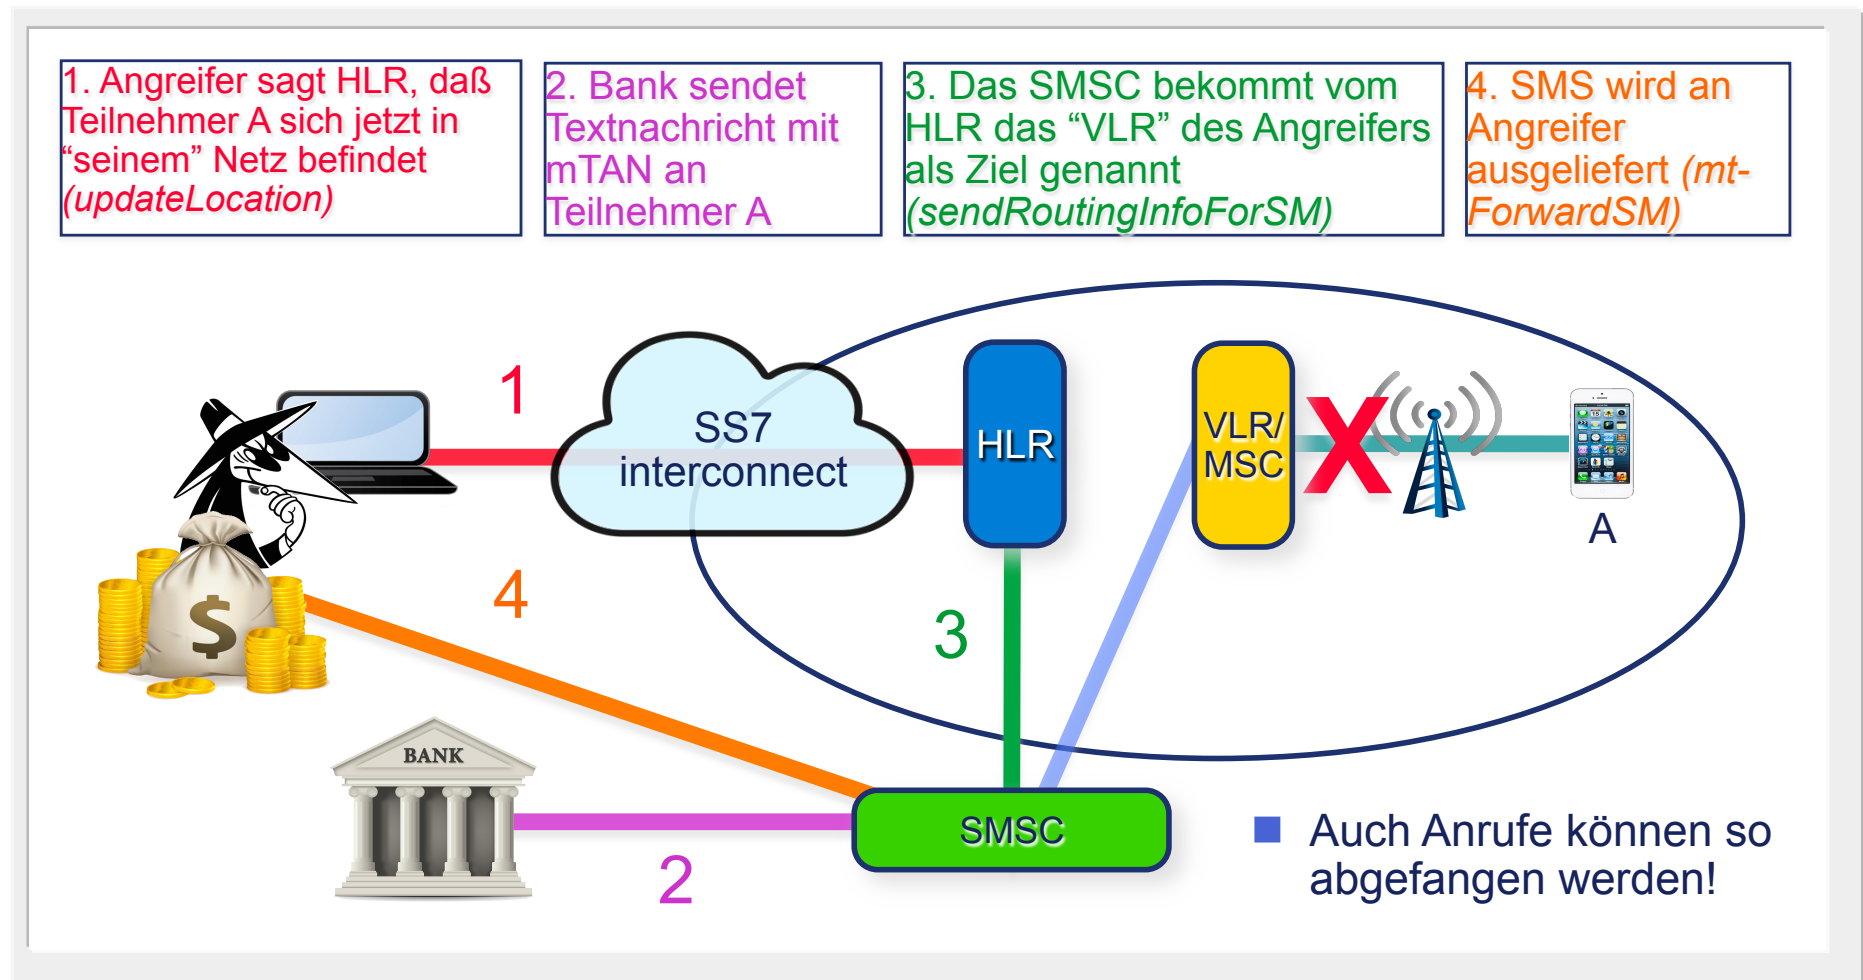 1. Angreifer sagt HLR, daß
Teilnehmer A sich jetzt in
“seinem” Netz befindet
(updateLocation)
2. Bank sendet
Textnachricht mit
mTAN an
Teilnehmer A
3. Das SMSC bekommt vom
HLR das “VLR” des Angreifers
als Ziel genannt
(sendRoutingInfoForSM)
4. SMS wird an
Angreifer
ausgeliefert (mt-
ForwardSM)
1
SS7
interconnect
HLR
VLR/
MSC
X
A
4
3
$
BANK
SMSC
2
Auch Anrufe können so
abgefangen werden!